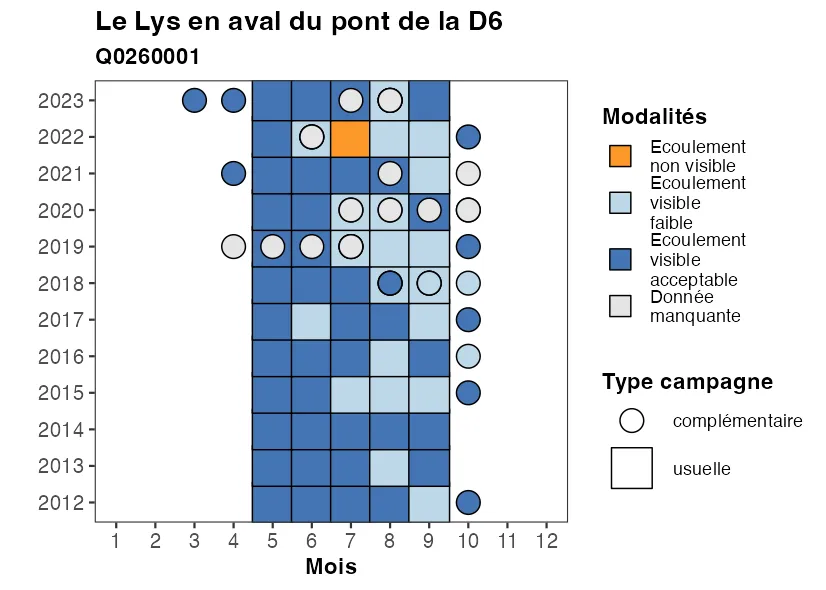 Le Lys en aval du pont de la D6
Q0260001
2023
2022
2021
2020
2019
2018
2017
2016
2015
2014
2013
2012
1 2 3 4 5 6 7 8 9 10 11 12
Mois
Modalités
Ecoulement
non visible
Ecoulement
visible
faible
Ecoulement
visible
acceptable
Donnée
manquante
Type campagne
complémentaire
usuelle